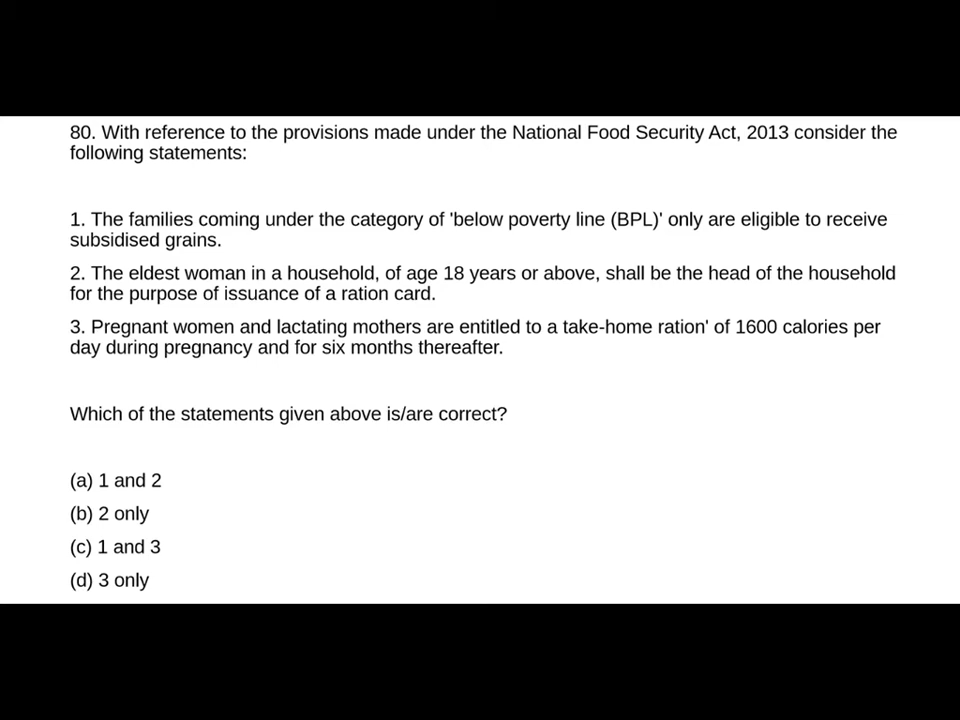 80. With reference to the provisions made under the National Food Security Act, 2013 consider the
following statements:
1. The families coming under the category of 'below poverty line (BPL)' only are eligible to receive
subsidised grains.
2. The eldest woman in a household, of age 18 years or above, shall be the head of the household
for the purpose of issuance of a ration card.
3. Pregnant women and lactating mothers are entitled to a take-home ration' of 1600 calories per
day during pregnancy and for six months thereafter.
Which of the statements given above is/are correct?
(a) 1 and 2
(b) 2 only
(c) 1 and 3
(d) 3 only